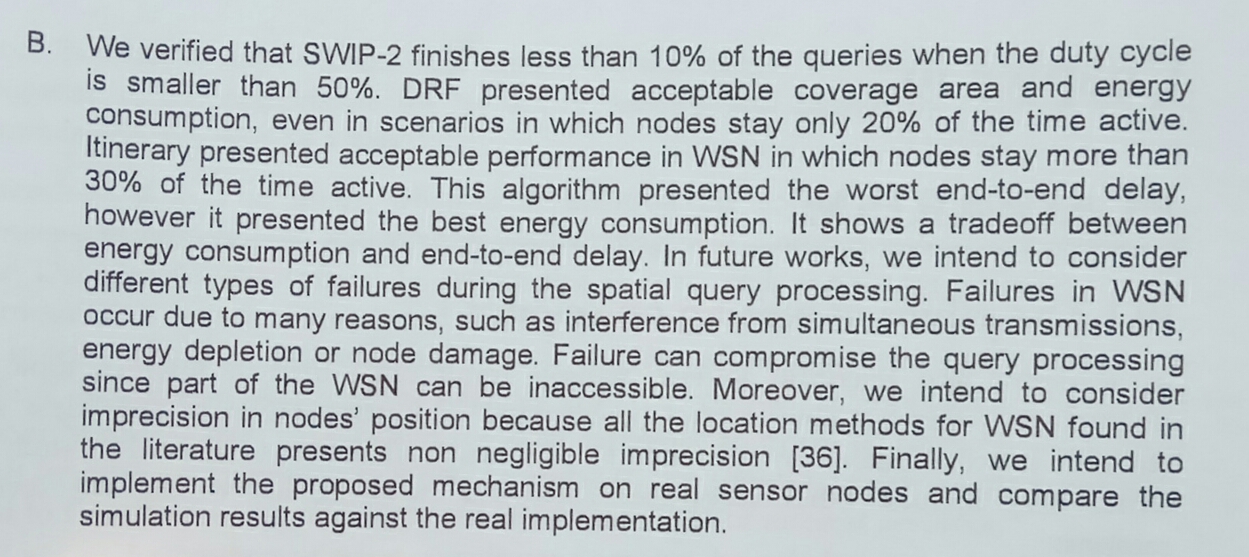 B. We verified that SWIP-2 finishes less than 10% of the queries when the duty cycle
is smaller than 50%. DRF presented acceptable coverage area and energy
consumption, even in scenarios in which nodes stay only 20% of the time active.
Itinerary presented acceptable performance in WSN in which nodes stay more than
30% of the time active. This algorithm presented the worst end-to-end delay,
however it presented the best energy consumption. It shows a tradeoff between
energy consumption and end-to-end delay. In future works, we intend to consider
different types of failures during the spatial query processing. Failures in WSN
occur due to many reasons, such as interference from simultaneous transmissions,
energy depletion or node damage. Failure can compromise the query processing
since part of the WSN can be inaccessible. Moreover, we intend to consider
imprecision in nodes' position because all the location methods for WSN found in
the literature presents non negligible imprecision [36]. Finally, we intend to
implement the proposed mechanism on real sensor nodes and compare the
simulation results against the real implementation.